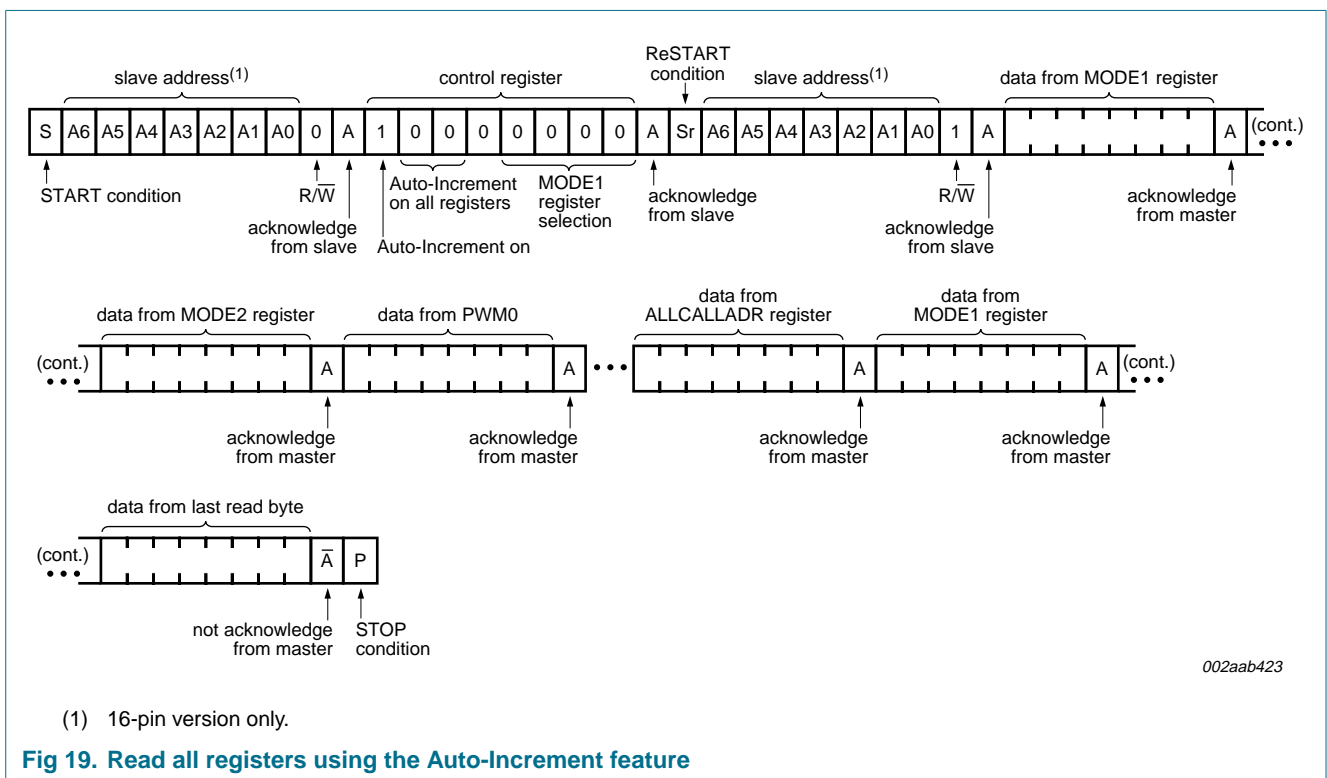 ReSTART
condition
slave address(1)
control register
slave address(1)
data from MODE1 register
S A6 A5 A4 A3 A2 A1 A0 0 A 1 0 0 0 0 0 0 0 A Sr A6 A5 A4 A3 A2 A1 A0 1 A A (cont.)
START condition
R/W̅
acknowledge
from slave
Auto-Increment
on all registers
Auto-Increment on
MODE1
register
selection
acknowledge
from slave
R/W̅
acknowledge
from slave
acknowledge
from master
data from MODE2 register
data from PWM0
data from
ALLCALLADR register
data from
MODE1 register
(cont.) A A A A (cont.)
acknowledge
from master
acknowledge
from master
acknowledge
from master
acknowledge
from master
data from last read byte
(cont.) A̅ P
not acknowledge
from master
STOP
condition
002aab423
(1) 16-pin version only.
Fig 19. Read all registers using the Auto-Increment feature